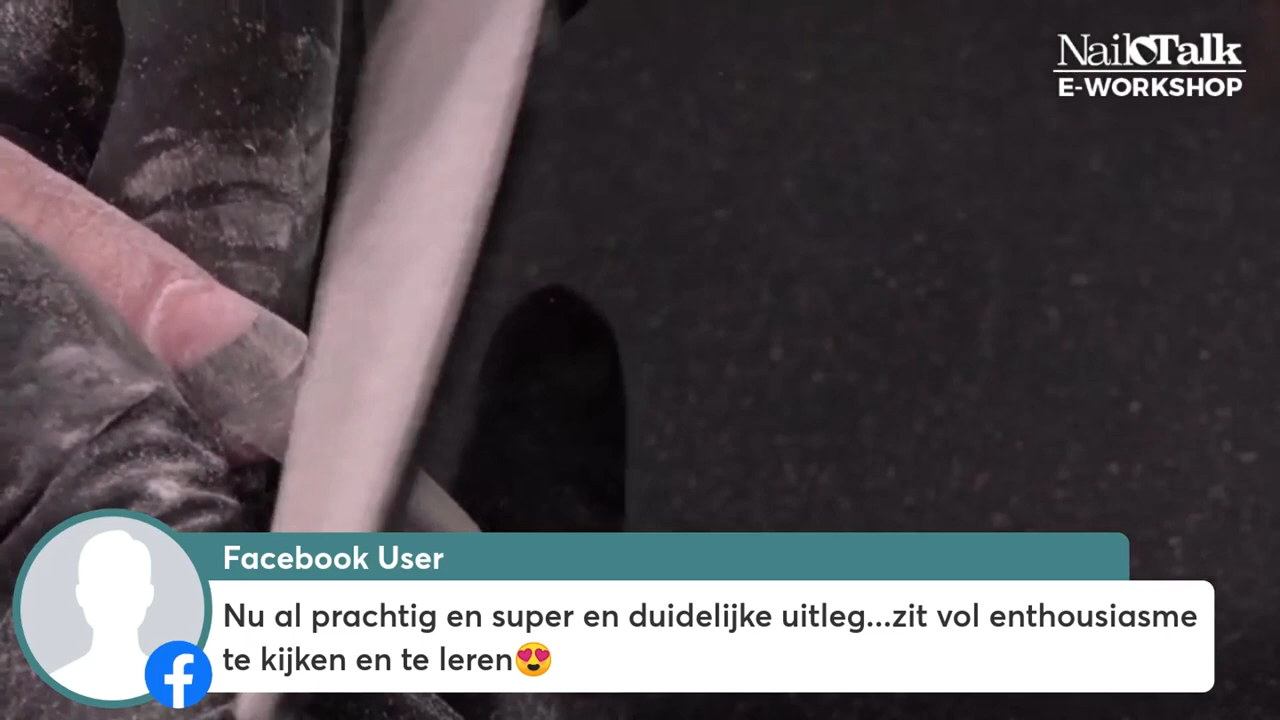 NailTalk
E-WORKSHOP
Facebook User
Nu al prachtig en super en duidelijke uitleg...zit vol enthousiasme
te kijken en te leren😍